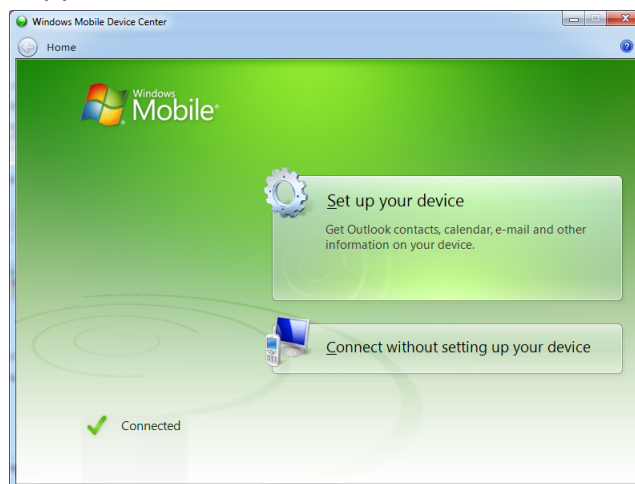 Windows Mobile Device Center
Home
Windows
Mobile®
Set up your device
Get Outlook contacts, calendar, e-mail and other
information on your device.
Connect without setting up your device
Connected